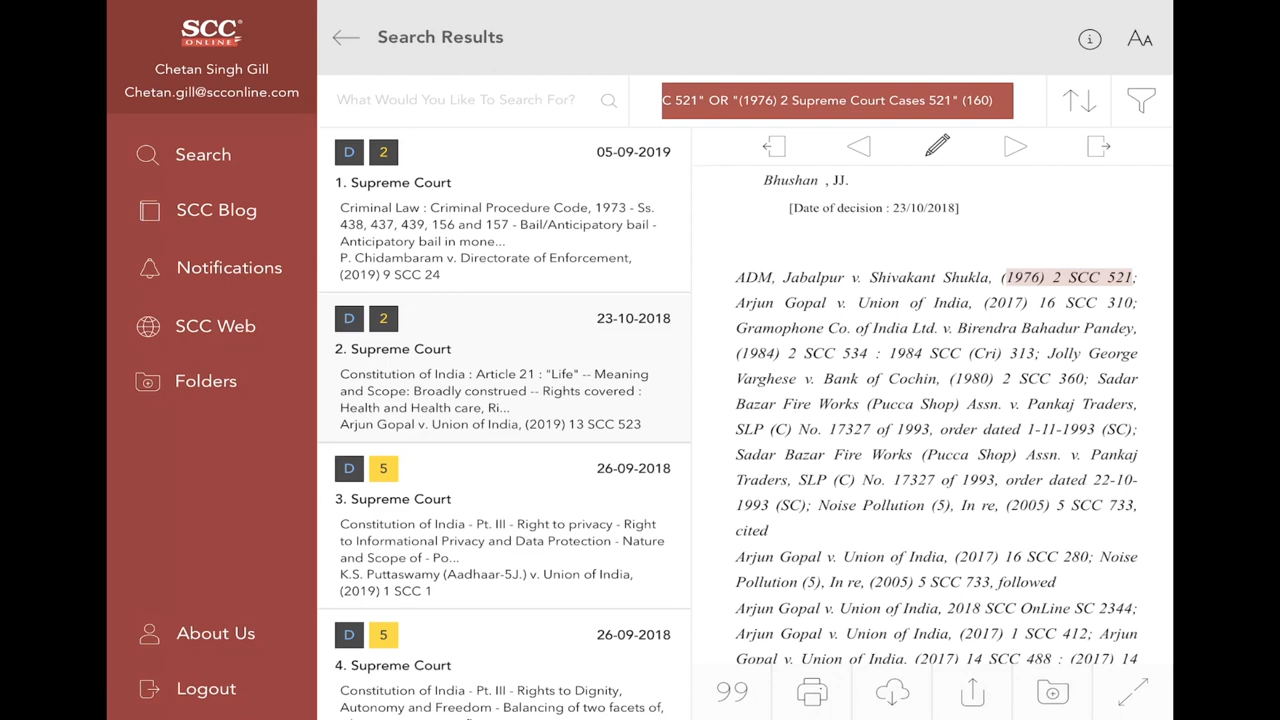 SCC
ONLINE
Chetan Singh Gill
Chetan.gill@scconline.com
Search
SCC Blog
Notifications
SCC Web
Folders
About Us
Logout
Search Results
AA
What Would You Like To Search For?
C 521" OR "(1976) 2 Supreme Court Cases 521" (160)
D 2 05-09-2019
1. Supreme Court
Criminal Law : Criminal Procedure Code, 1973 - Ss.
438, 437, 439, 156 and 157 - Bail/Anticipatory bail -
Anticipatory bail in mone...
P. Chidambaram v. Directorate of Enforcement,
(2019) 9 SCC 24
D 2 23-10-2018
2. Supreme Court
Constitution of India : Article 21 : "Life" -- Meaning
and Scope: Broadly construed -- Rights covered :
Health and Health care, Ri...
Arjun Gopal v. Union of India, (2019) 13 SCC 523
D 5 26-09-2018
3. Supreme Court
Constitution of India - Pt. III - Right to privacy - Right
to Informational Privacy and Data Protection - Nature
and Scope of - Po...
K.S. Puttaswamy (Aadhaar-5J.) v. Union of India,
(2019) 1 SCC 1
D 5 26-09-2018
4. Supreme Court
Constitution of India - Pt. III - Rights to Dignity,
Autonomy and Freedom - Balancing of two facets of,
Bhushan , JJ.
[Date of decision : 23/10/2018]
ADM, Jabalpur v. Shivakant Shukla, (1976) 2 SCC 521;
Arjun Gopal v. Union of India, (2017) 16 SCC 310;
Gramophone Co. of India Ltd. v. Birendra Bahadur Pandey,
(1984) 2 SCC 534 : 1984 SCC (Cri) 313; Jolly George
Varghese v. Bank of Cochin, (1980) 2 SCC 360; Sadar
Bazar Fire Works (Pucca Shop) Assn. v. Pankaj Traders,
SLP (C) No. 17327 of 1993, order dated 1-11-1993 (SC);
Sadar Bazar Fire Works (Pucca Shop) Assn. v. Pankaj
Traders, SLP (C) No. 17327 of 1993, order dated 22-10-
1993 (SC); Noise Pollution (5), In re, (2005) 5 SCC 733,
cited
Arjun Gopal v. Union of India, (2017) 16 SCC 280; Noise
Pollution (5), In re, (2005) 5 SCC 733, followed
Arjun Gopal v. Union of India, 2018 SCC OnLine SC 2344;
Arjun Gopal v. Union of India, (2017) 1 SCC 412; Arjun
Gopal v. Union of India, (2017) 14 SCC 488 : (2017) 14